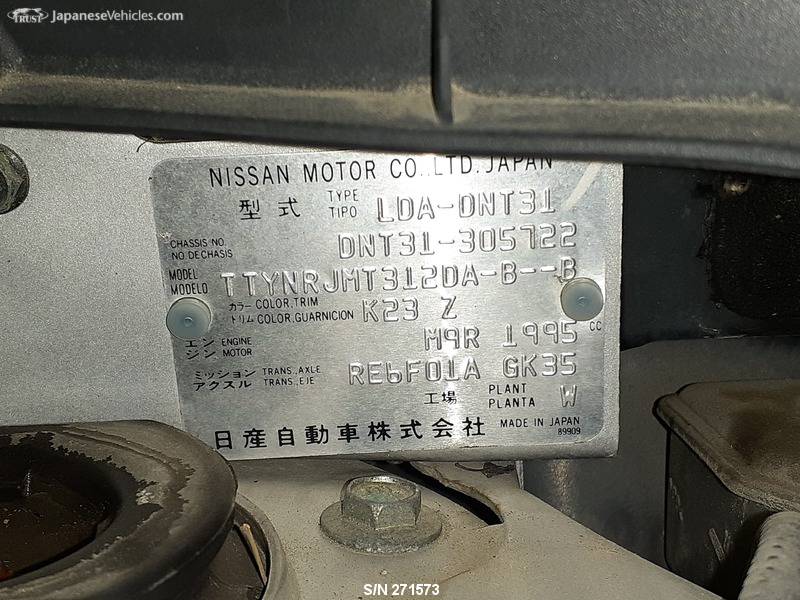 TRUST JapaneseVehicles.com
NISSAN MOTOR CO.,LTD.JAPAN
型式 TYPE TIPO LDA-DNT31
CHASSIS NO. NO DECHASIS DNT31-305722
MODEL MODELO TTYNRJMT312DA-B--B
カラー COLOR,TRIM
トリム COLOR,GUARNICION K23 Z
エンジン ENGINE MOTOR M9R 1995 CC
ミッション TRANS.,AXLE
アクスル TRANS.,EJE RE6F01A GK35
工場 PLANT PLANTA W
日産自動車株式会社 MADE IN JAPAN
89909
S/N 271573